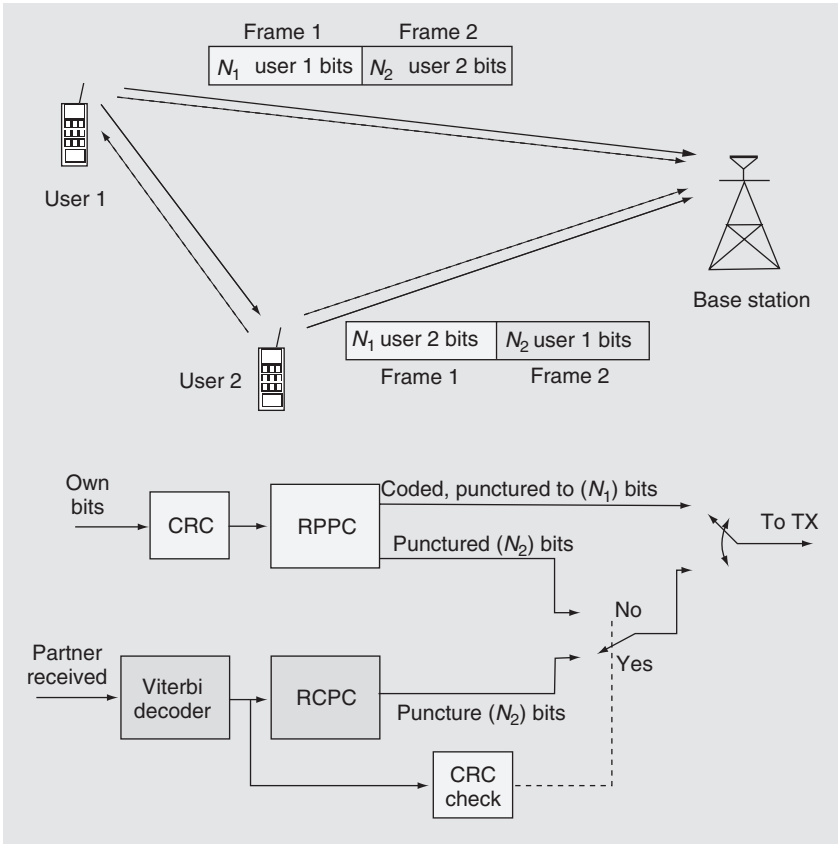 Frame 1 Frame 2
N1 user 1 bits N2 user 2 bits
User 1
Base station
N1 user 2 bits N2 user 1 bits
User 2
Frame 1 Frame 2
Own
bits
CRC
RPPC
Coded, punctured to (N1) bits
To TX
Punctured (N2) bits
No
Yes
Partner
received
Viterbi
decoder
RCPC
Puncture (N2) bits
CRC
check